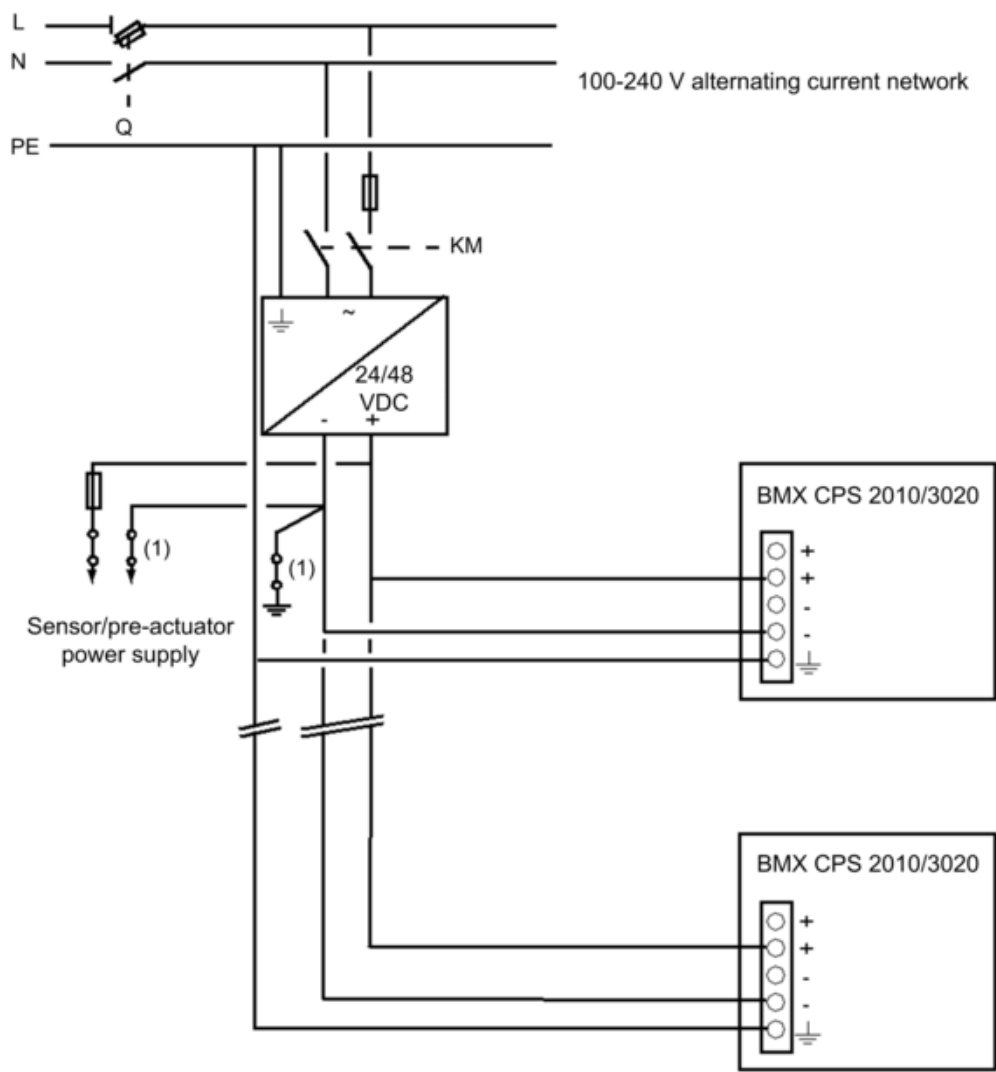 L
N
100-240 V alternating current network
Q
PE
KM
~
24/48
VDC
- +
BMX CPS 2010/3020
+
+
-
-
(1)
(1)
Sensor/pre-actuator
power supply
BMX CPS 2010/3020
+
+
-
-